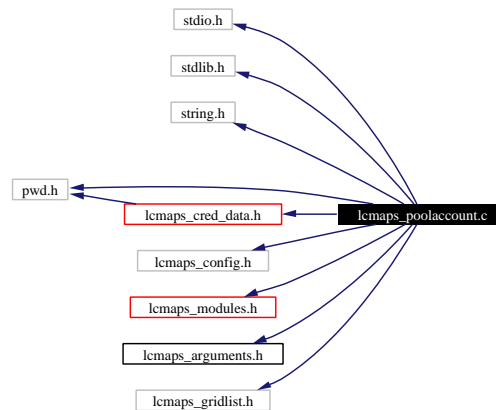 stdio.h
stdlib.h
string.h
pwd.h
lcmaps_cred_data.h
lcmaps_poolaccount.c
lcmaps_config.h
lcmaps_modules.h
lcmaps_arguments.h
lcmaps_gridlist.h